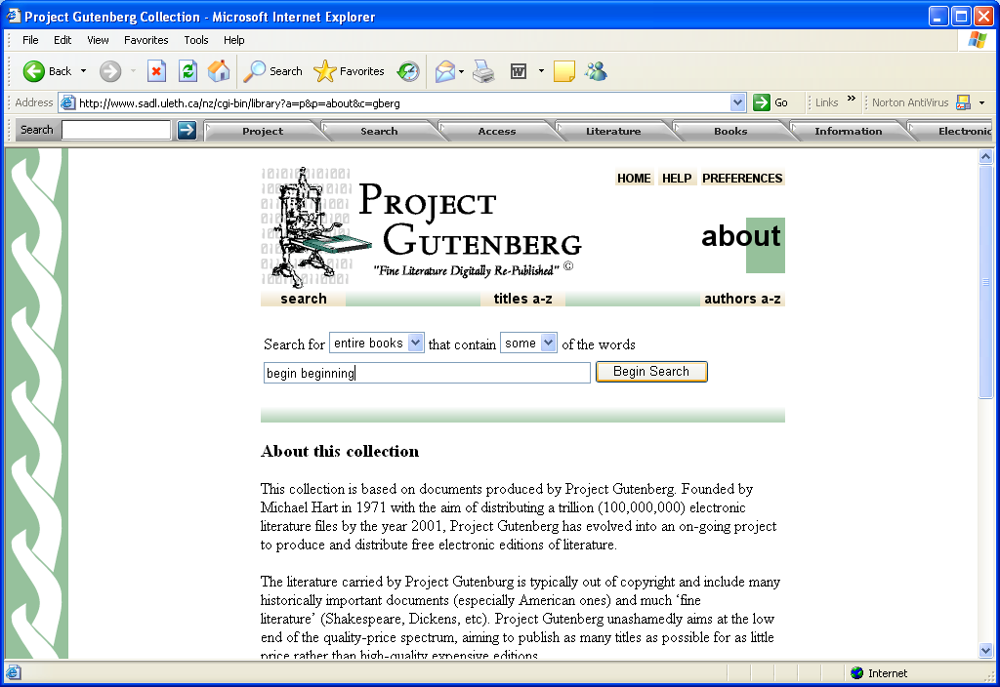 Project Gutenberg Collection - Microsoft Internet Explorer
File Edit View Favorites Tools Help
Back Search Favorites
Address http://www.sadl.uleth.ca/nz/cgi-bin/library?a=p&p=about&c=gberg Go Links » Norton AntiVirus
Search Project Search Access Literature Books Information Electronic
HOME HELP PREFERENCES
PROJECT
GUTENBERG
"Fine Literature Digitally Re-Published" ©
about
search titles a-z authors a-z
Search for entire books that contain some of the words
begin beginning Begin Search
About this collection
This collection is based on documents produced by Project Gutenberg. Founded by
Michael Hart in 1971 with the aim of distributing a trillion (100,000,000) electronic
literature files by the year 2001, Project Gutenberg has evolved into an on-going project
to produce and distribute free electronic editions of literature.
The literature carried by Project Gutenburg is typically out of copyright and include many
historically important documents (especially American ones) and much ‘fine
literature’ (Shakespeare, Dickens, etc). Project Gutenberg unashamedly aims at the low
end of the quality-price spectrum, aiming to publish as many titles as possible for as little
price rather than high-quality expensive editions.
Internet